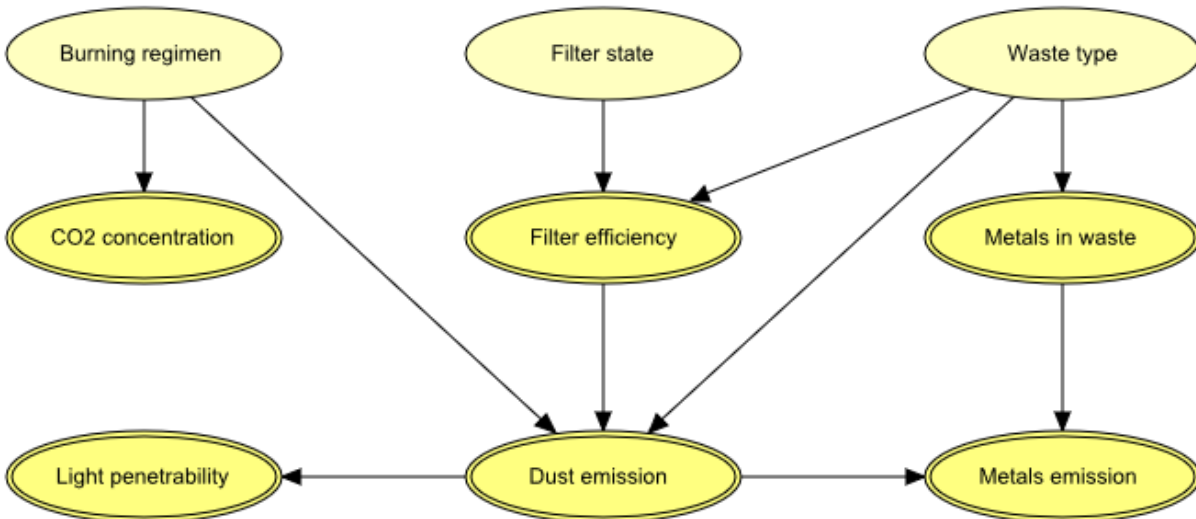 Burning regimen
Filter state
Waste type
CO2 concentration
Filter efficiency
Metals in waste
Light penetrability
Dust emission
Metals emission